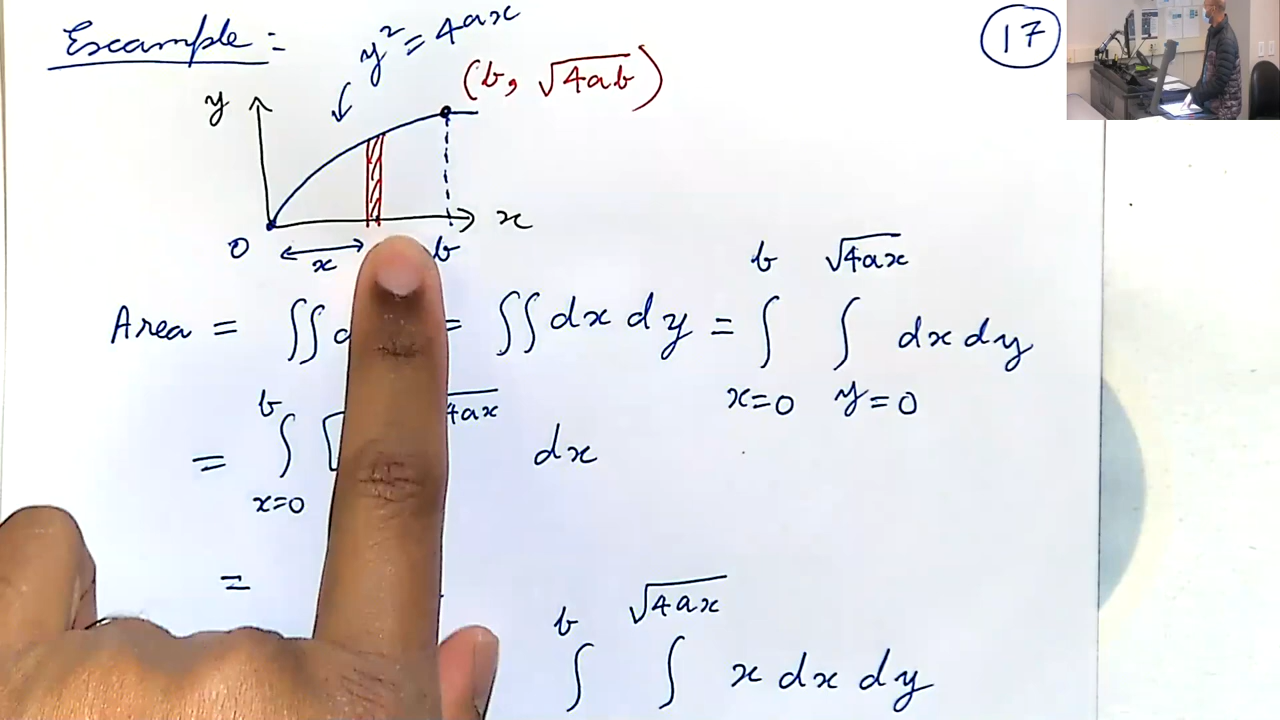 Example:
17
y² = 4ax
(b, √4ab)
y
x
0
x
b
Area = ∫∫ d = ∫∫ dx dy = ∫ x=0 b ∫ y=0 √4ax dx dy
= ∫ x=0 b [ 4ax dx
=
∫ b ∫ √4ax x dx dy